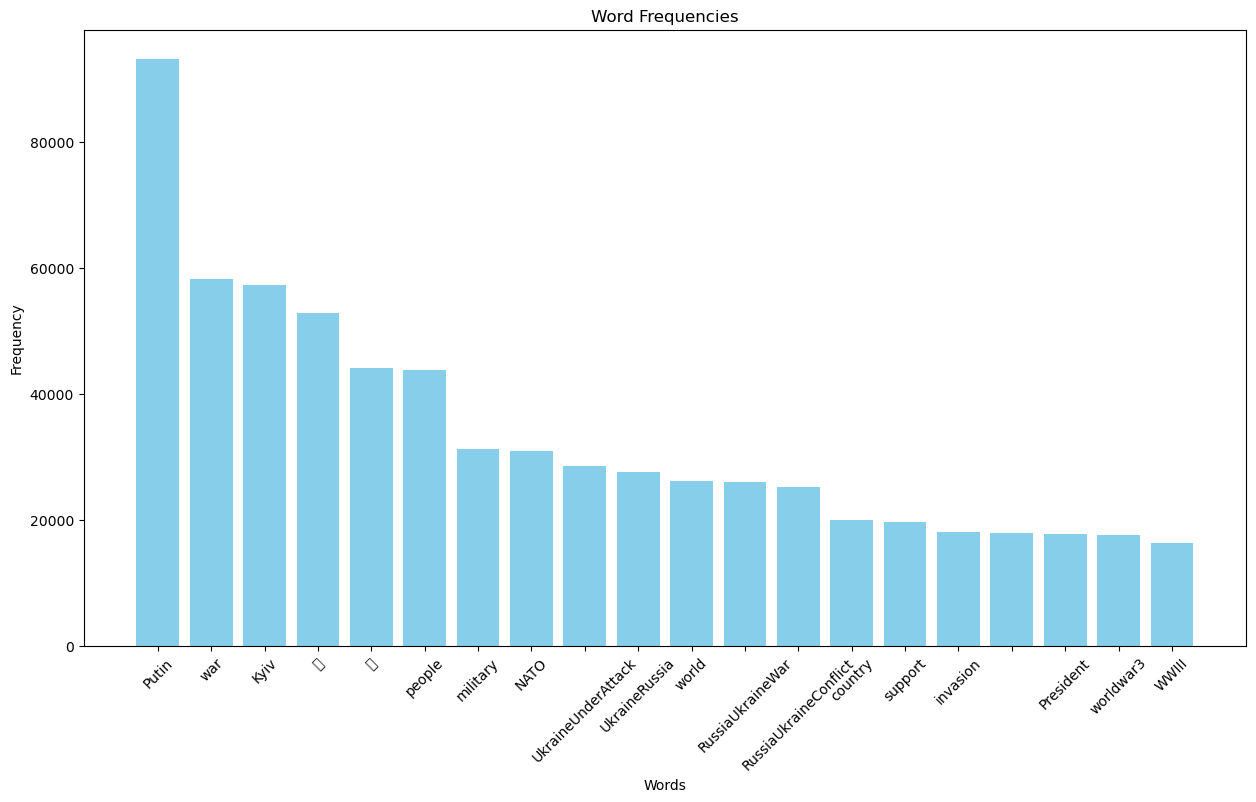 Word Frequencies
Frequency
80000
60000
40000
20000
0
Putin
war
Kyiv
people
military
NATO
UkraineUnderAttack
UkraineRussia
world
RussiaUkraineWar
RussiaUkraineConflict
country
support
invasion
President
worldwar3
WWIII
Words